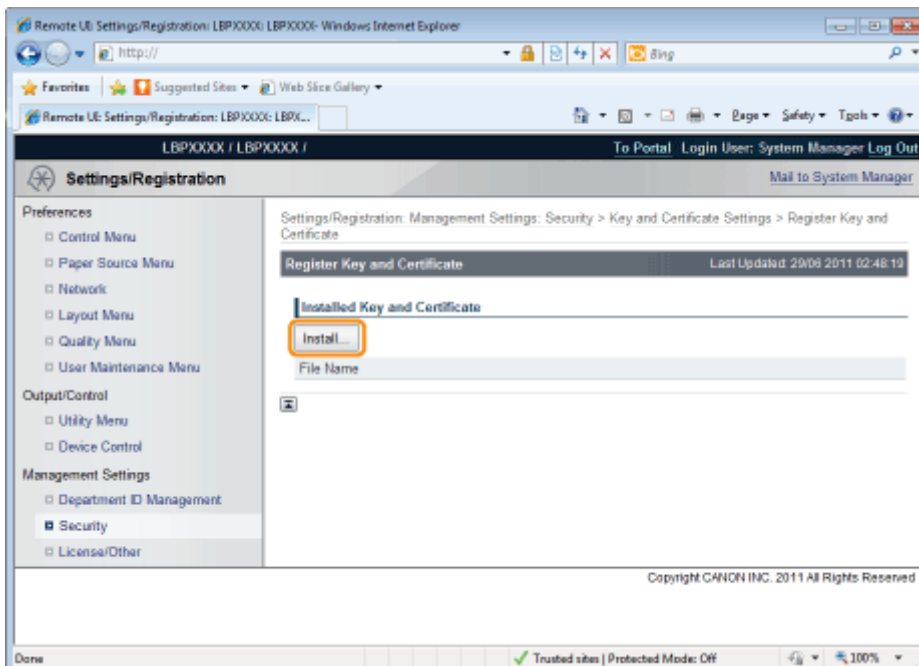 Remote UI: Settings/Registration: LBPXXXX: LBPXXXX- Windows Internet Explorer
http://
Bing
Favorites Suggested Sites Web Slice Gallery
Remote UI: Settings/Registration: LBPXXXX: LBPX...
Page Safety Tools
LBPXXXX / LBPXXXX /
To Portal Login User: System Manager Log Out
Settings/Registration
Mail to System Manager
Preferences
Control Menu
Paper Source Menu
Network
Layout Menu
Quality Menu
User Maintenance Menu
Output/Control
Utility Menu
Device Control
Management Settings
Department ID Management
Security
License/Other
Settings/Registration: Management Settings: Security > Key and Certificate Settings > Register Key and
Certificate
Register Key and Certificate
Last Updated: 29/06 2011 02:48:19
Installed Key and Certificate
Install...
File Name
Copyright CANON INC. 2011 All Rights Reserved
Done
Trusted sites | Protected Mode: Off
100%